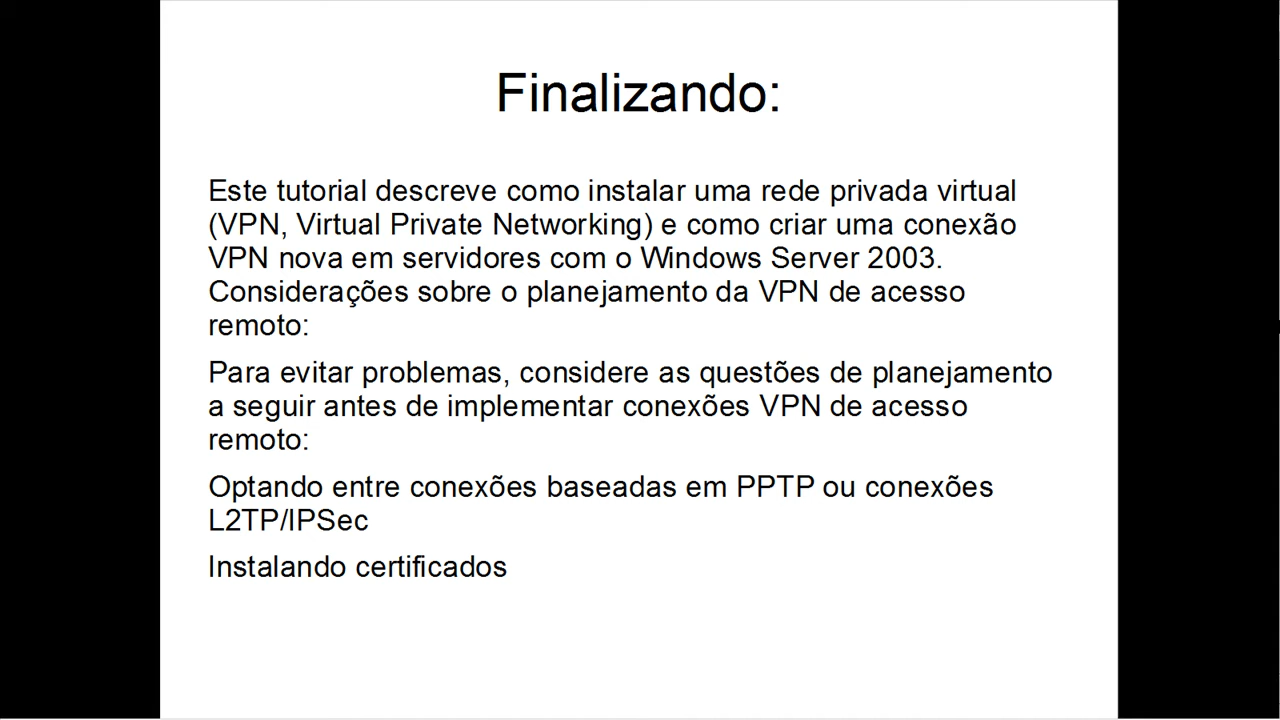 Finalizando:
Este tutorial descreve como instalar uma rede privada virtual
(VPN, Virtual Private Networking) e como criar uma conexão
VPN nova em servidores com o Windows Server 2003.
Considerações sobre o planejamento da VPN de acesso
remoto:
Para evitar problemas, considere as questões de planejamento
a seguir antes de implementar conexões VPN de acesso
remoto:
Optando entre conexões baseadas em PPTP ou conexões
L2TP/IPSec
Instalando certificados